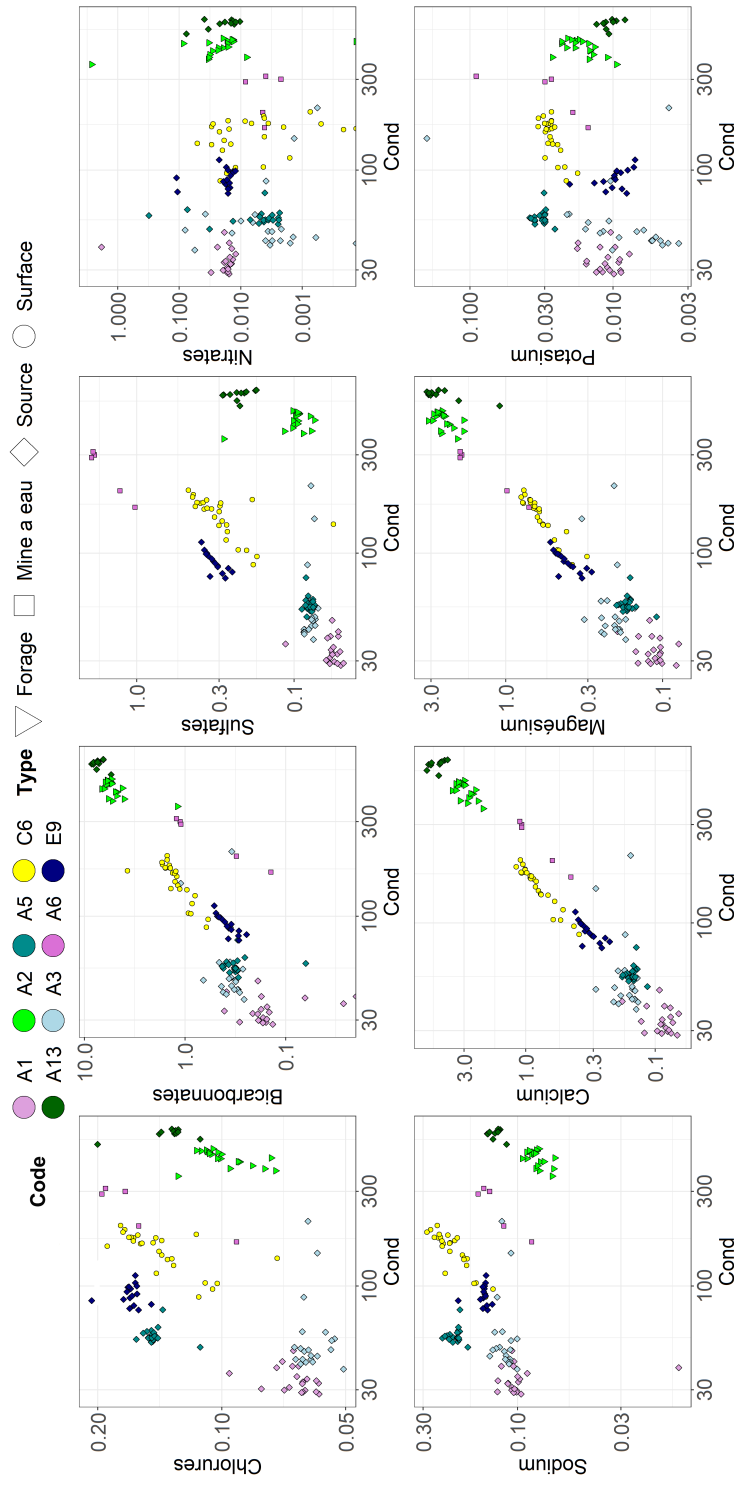 Code
A1
A2
A5
C6
A13
A3
A6
E9
Type
Forage
Mine a eau
Source
Surface
Chlorures
0.20
0.10
0.05
30
100
300
Cond
Bicarbonnates
10.0
1.0
0.1
30
100
300
Cond
Sulfates
1.0
0.3
0.1
30
100
300
Cond
Nitrates
1.000
0.100
0.010
0.001
30
100
300
Cond
Sodium
0.30
0.10
0.03
30
100
300
Cond
Calcium
3.0
1.0
0.3
0.1
30
100
300
Cond
Magnésium
3.0
1.0
0.3
0.1
30
100
300
Cond
Potasium
0.100
0.030
0.010
0.003
30
100
300
Cond